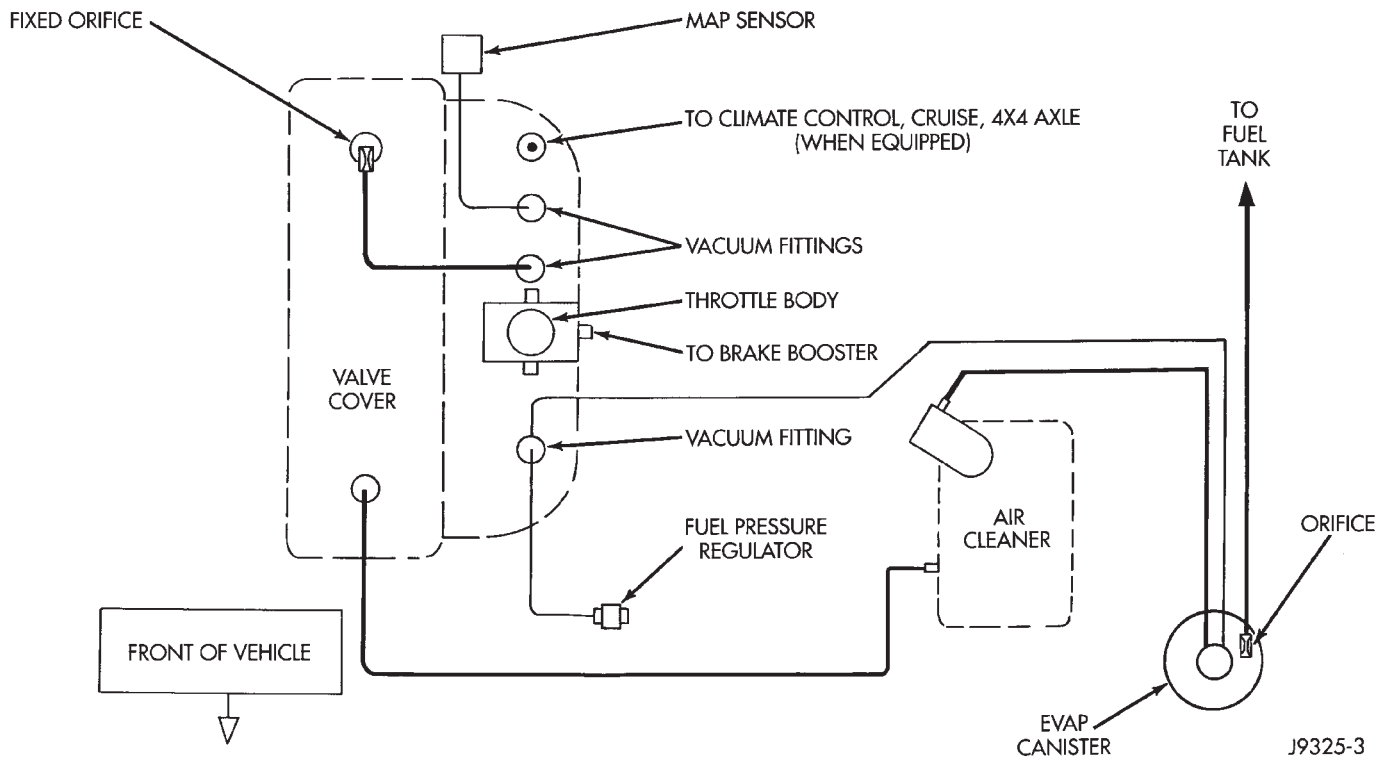 FIXED ORIFICE
MAP SENSOR
TO CLIMATE CONTROL, CRUISE, 4X4 AXLE
(WHEN EQUIPPED)
TO
FUEL
TANK
VACUUM FITTINGS
THROTTLE BODY
TO BRAKE BOOSTER
VALVE
COVER
VACUUM FITTING
FUEL PRESSURE
REGULATOR
AIR
CLEANER
ORIFICE
FRONT OF VEHICLE
EVAP
CANISTER
J9325-3